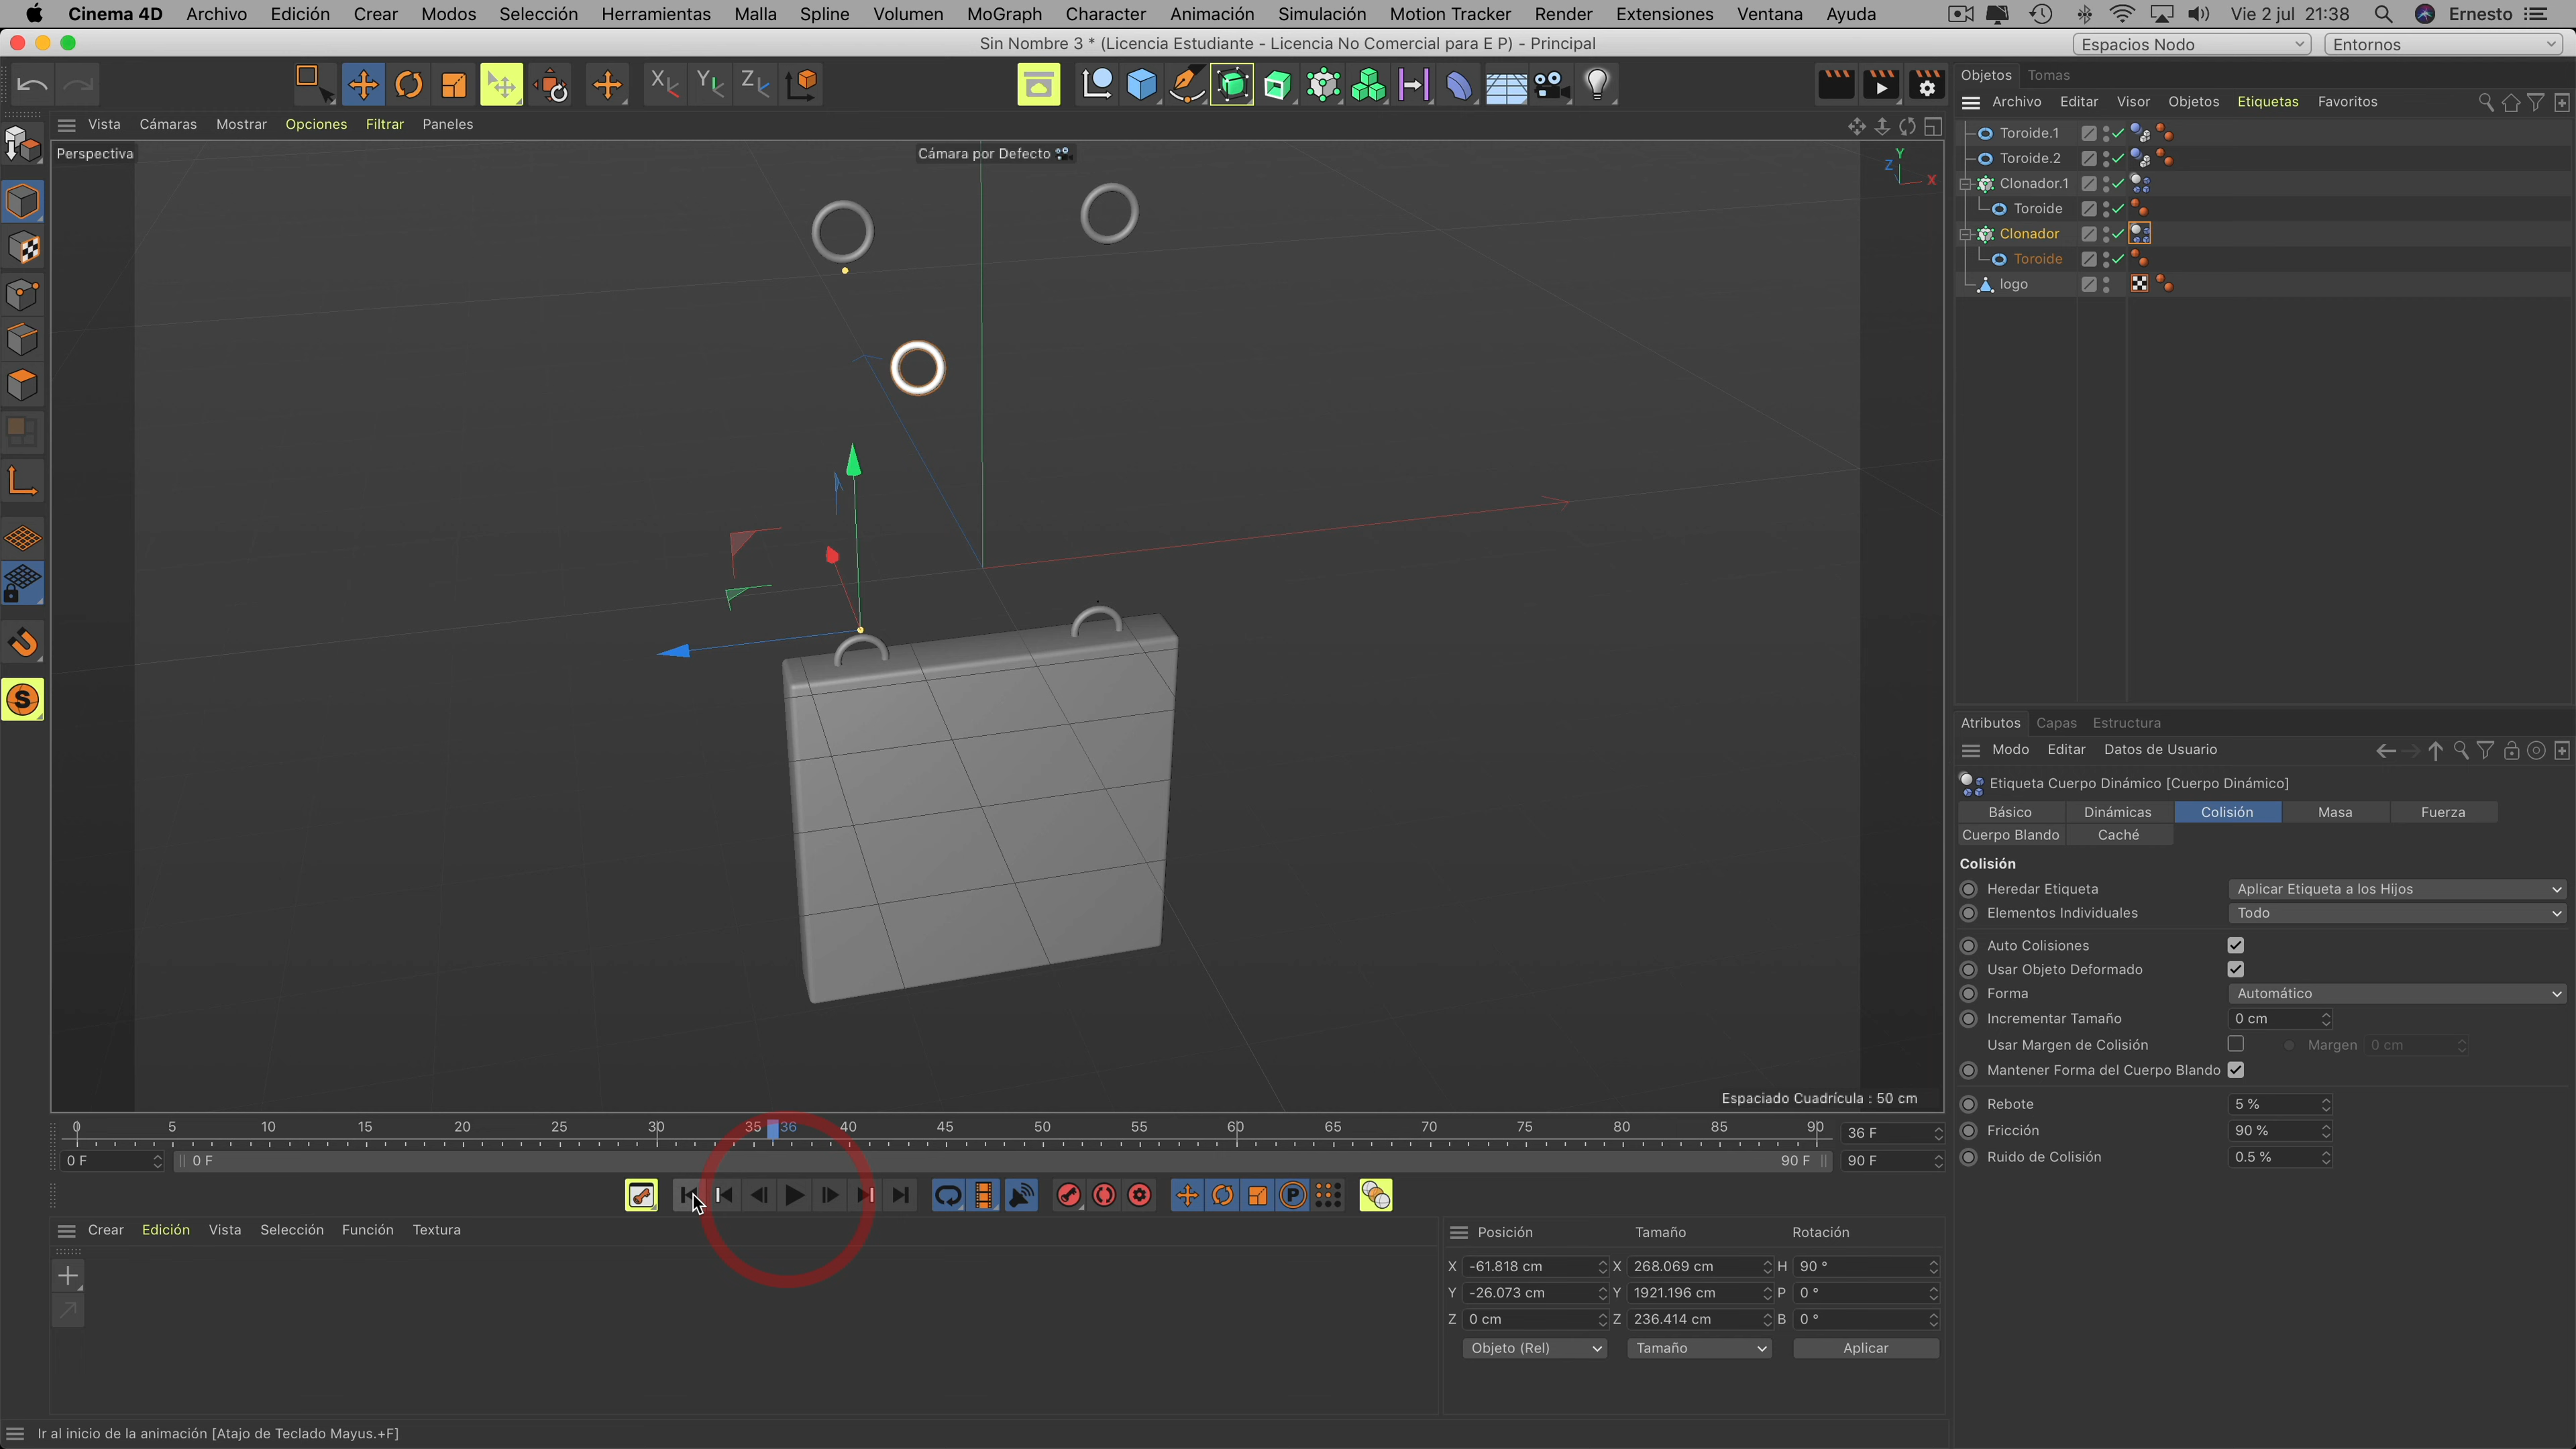 Cinema 4D Archivo Edición Crear Modos Selección Herramientas Malla Spline Volumen MoGraph Character Animación Simulación Motion Tracker Render Extensiones Ventana Ayuda Vie 2 jul 21:38 Ernesto
Sin Nombre 3 * (Licencia Estudiante - Licencia No Comercial para E P) - Principal
Espacios Nodo Entornos
X Y Z
Objetos Tomas
Archivo Editar Visor Objetos Etiquetas Favoritos
Vista Cámaras Mostrar Opciones Filtrar Paneles
Perspectiva
Cámara por Defecto
Y
Z
X
Toroide.1
Toroide.2
Clonador.1
Toroide
Clonador
Toroide
logo
Atributos Capas Estructura
Modo Editar Datos de Usuario
Etiqueta Cuerpo Dinámico [Cuerpo Dinámico]
Básico Dinámicas Colisión Masa Fuerza
Cuerpo Blando Caché
Colisión
Heredar Etiqueta Aplicar Etiqueta a los Hijos
Elementos Individuales Todo
Auto Colisiones
Usar Objeto Deformado
Forma Automático
Incrementar Tamaño 0 cm
Usar Margen de Colisión Margen 0 cm
Mantener Forma del Cuerpo Blando
Rebote 5 %
Fricción 90 %
Ruido de Colisión 0.5 %
Espaciado Cuadrícula : 50 cm
0 5 10 15 20 25 30 35 36 40 45 50 55 60 65 70 75 80 85 90 36 F
0 F 0 F 90 F 90 F
P
Crear Edición Vista Selección Función Textura
Posición Tamaño Rotación
X -61.818 cm X 268.069 cm H 90 °
Y -26.073 cm Y 1921.196 cm P 0 °
Z 0 cm Z 236.414 cm B 0 °
Objeto (Rel) Tamaño Aplicar
Ir al inicio de la animación [Atajo de Teclado Mayus.+F]